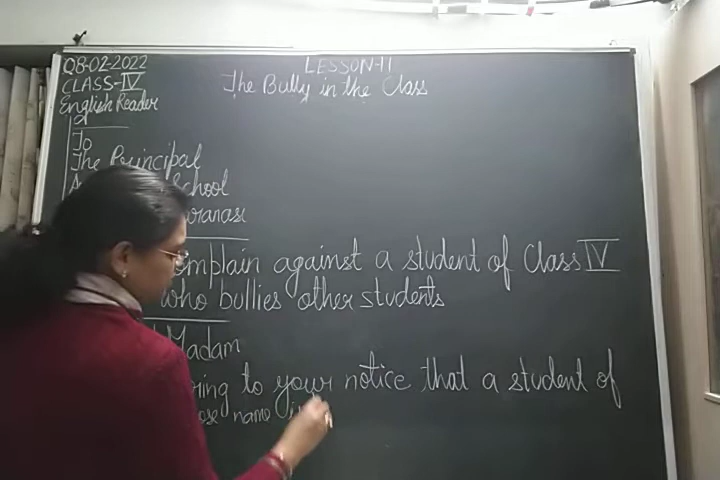 08-02-2022
LESSON-11
CLASS-IV
The Bully in the Class
English Reader
To
The Principal
School
complain against a student of Class IV
who bullies other students
Madam
to your notice that a student of
name